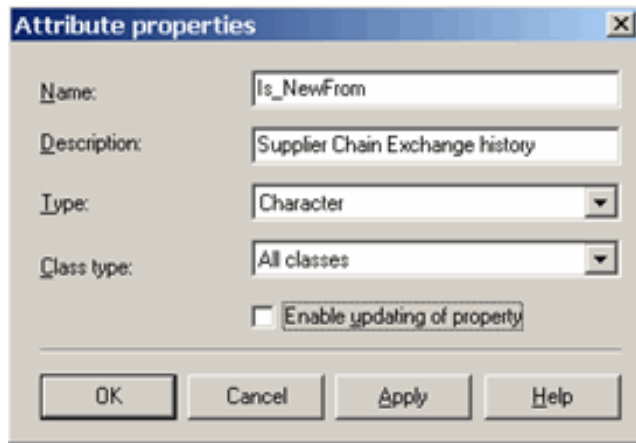 Attribute properties
Name: Is_NewFrom
Description: Supplier Chain Exchange history
Type: Character
Class type: All classes
Enable updating of property
OK Cancel Apply Help